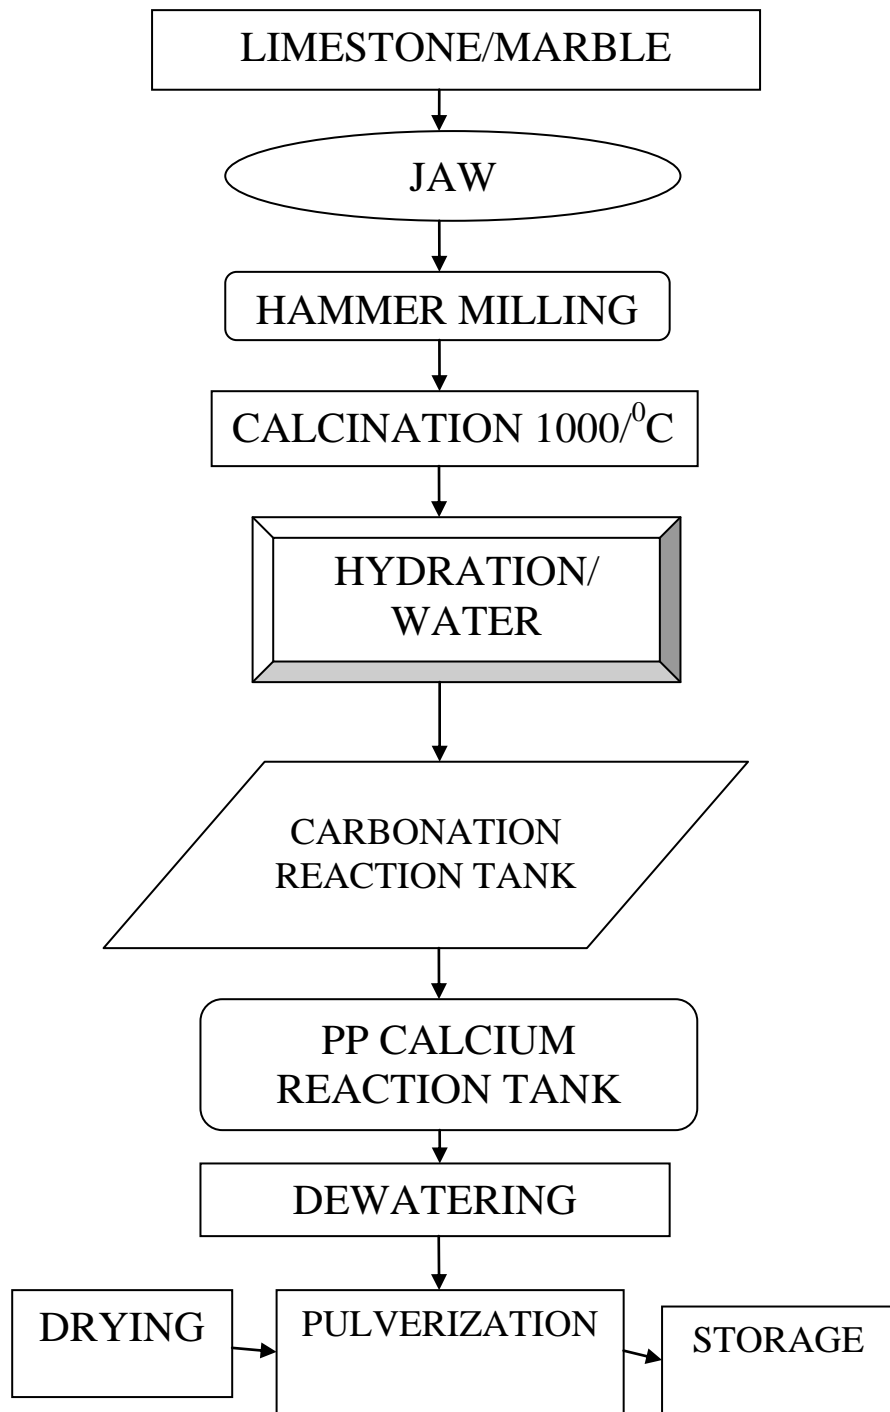 LIMESTONE/MARBLE
JAW
HAMMER MILLING
CALCINATION 1000/⁰C
HYDRATION/
WATER
CARBONATION
REACTION TANK
PP CALCIUM
REACTION TANK
DEWATERING
DRYING
PULVERIZATION
STORAGE